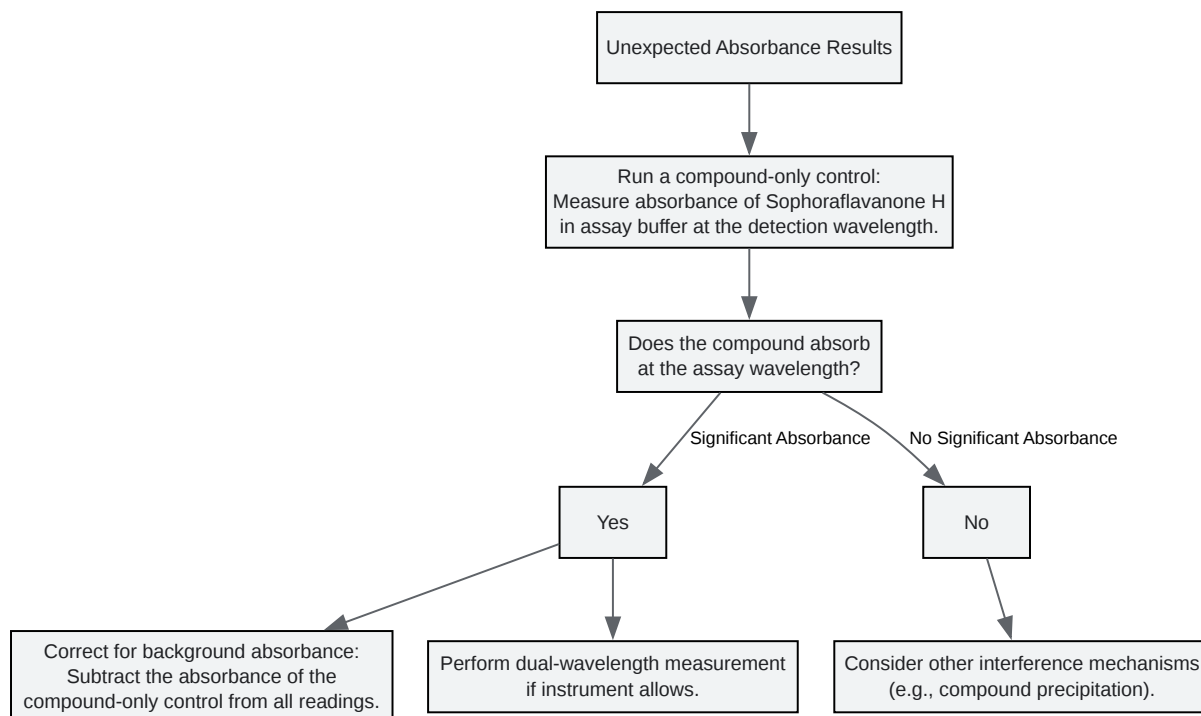 Unexpected Absorbance Results
Run a compound-only control:
Measure absorbance of Sophoraflavanone H
in assay buffer at the detection wavelength.
Does the compound absorb
at the assay wavelength?
Significant Absorbance
No Significant Absorbance
Yes
No
Correct for background absorbance:
Subtract the absorbance of the
compound-only control from all readings.
Perform dual-wavelength measurement
if instrument allows.
Consider other interference mechanisms
(e.g., compound precipitation).